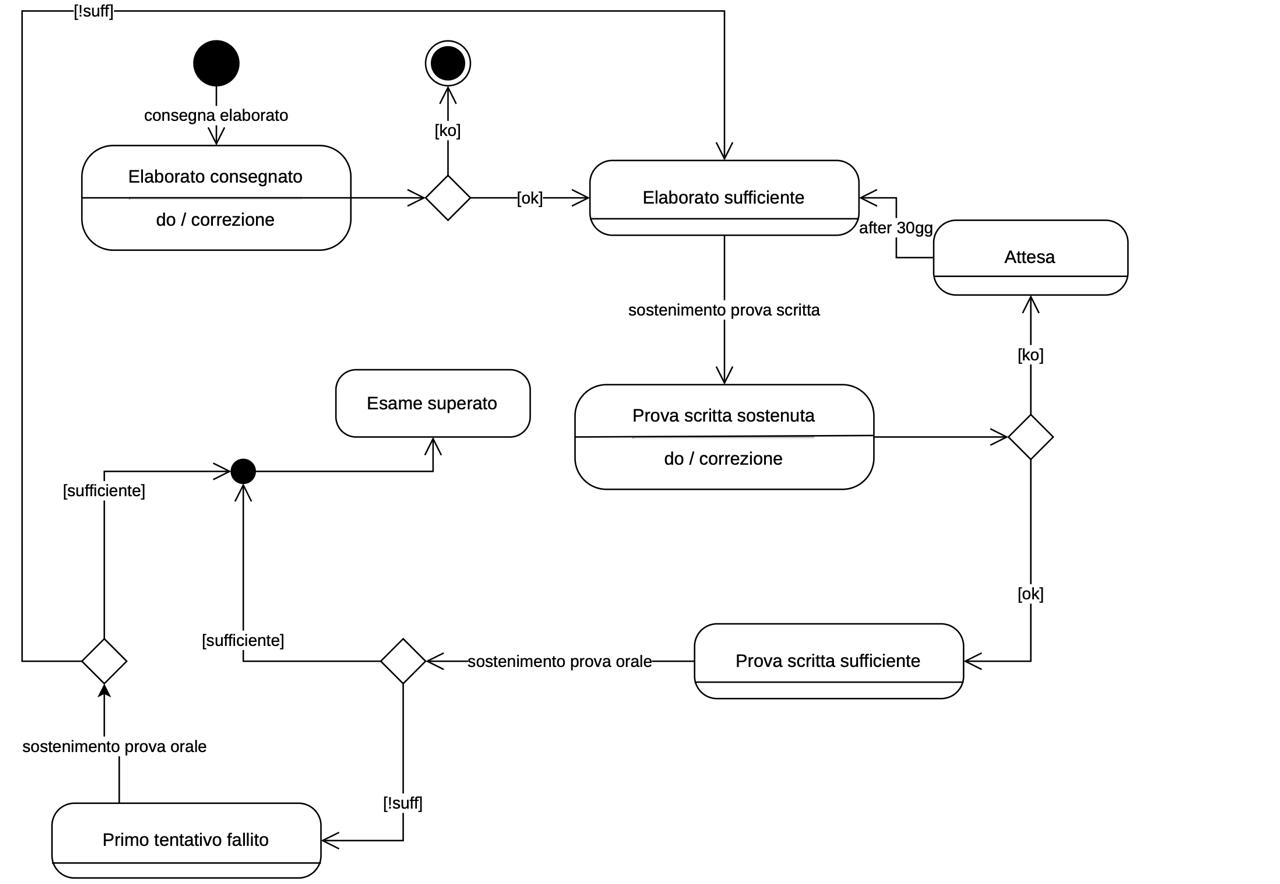 [!suff]
consegna elaborato
[ko]
Elaborato consegnato
do / correzione
[ok]
Elaborato sufficiente
after 30gg
Attesa
sostenimento prova scritta
[ko]
Esame superato
Prova scritta sostenuta
do / correzione
[sufficiente]
[ok]
[sufficiente]
sostenimento prova orale
Prova scritta sufficiente
sostenimento prova orale
[!suff]
Primo tentativo fallito